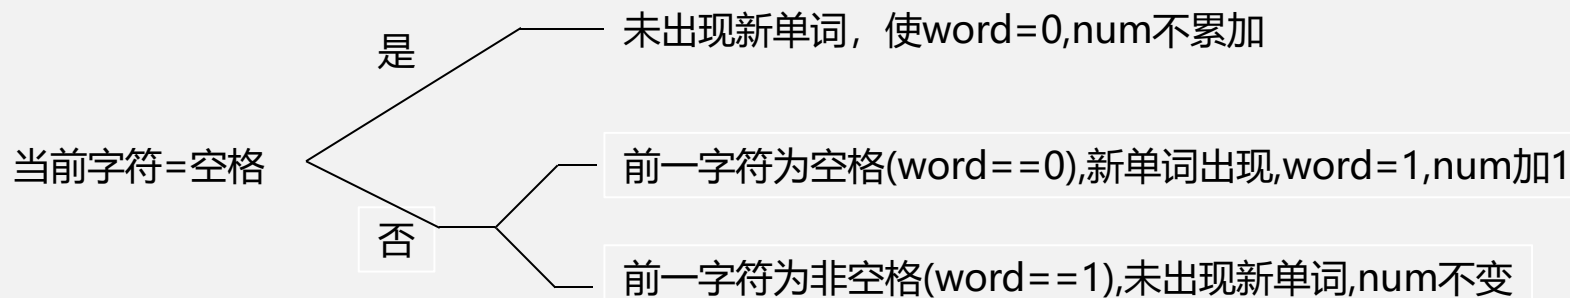 是
未出现新单词，使word=0,num不累加
当前字符=空格
前一字符为空格(word==0),新单词出现,word=1,num加1
否
前一字符为非空格(word==1),未出现新单词,num不变